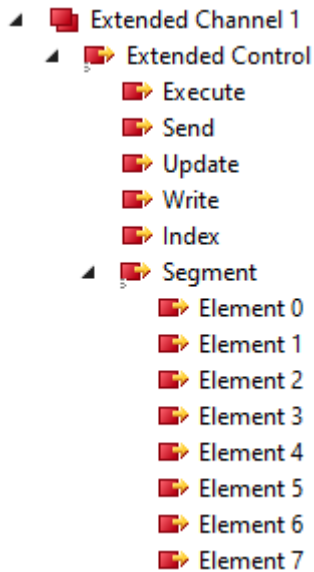 Extended Channel 1
Extended Control
Execute
Send
Update
Write
Index
Segment
Element 0
Element 1
Element 2
Element 3
Element 4
Element 5
Element 6
Element 7